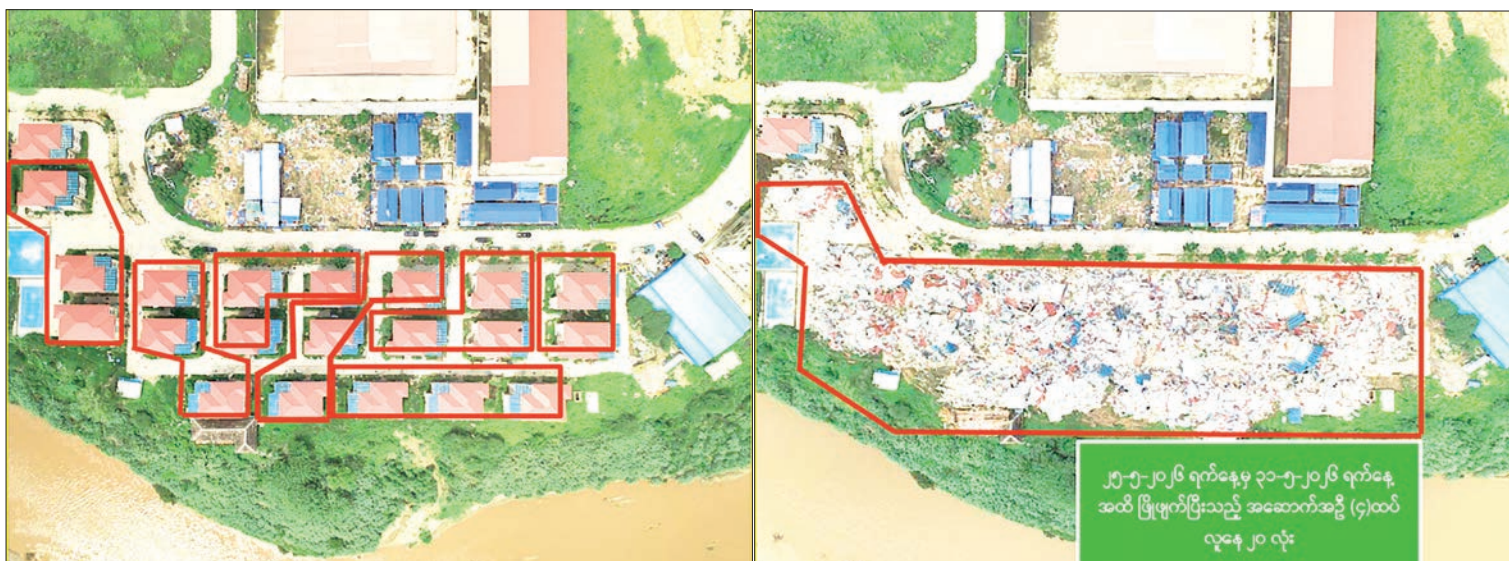 ၂၅-၅-၂၀၂၆ ရက်နေ့မှ ၃၁-၅-၂၀၂၆ ရက်နေ့
အထိ ဖြိုဖျက်ပြီးသည့် အဆောက်အဦ (၄)ထပ်
လူနေ ၂၀ လုံး